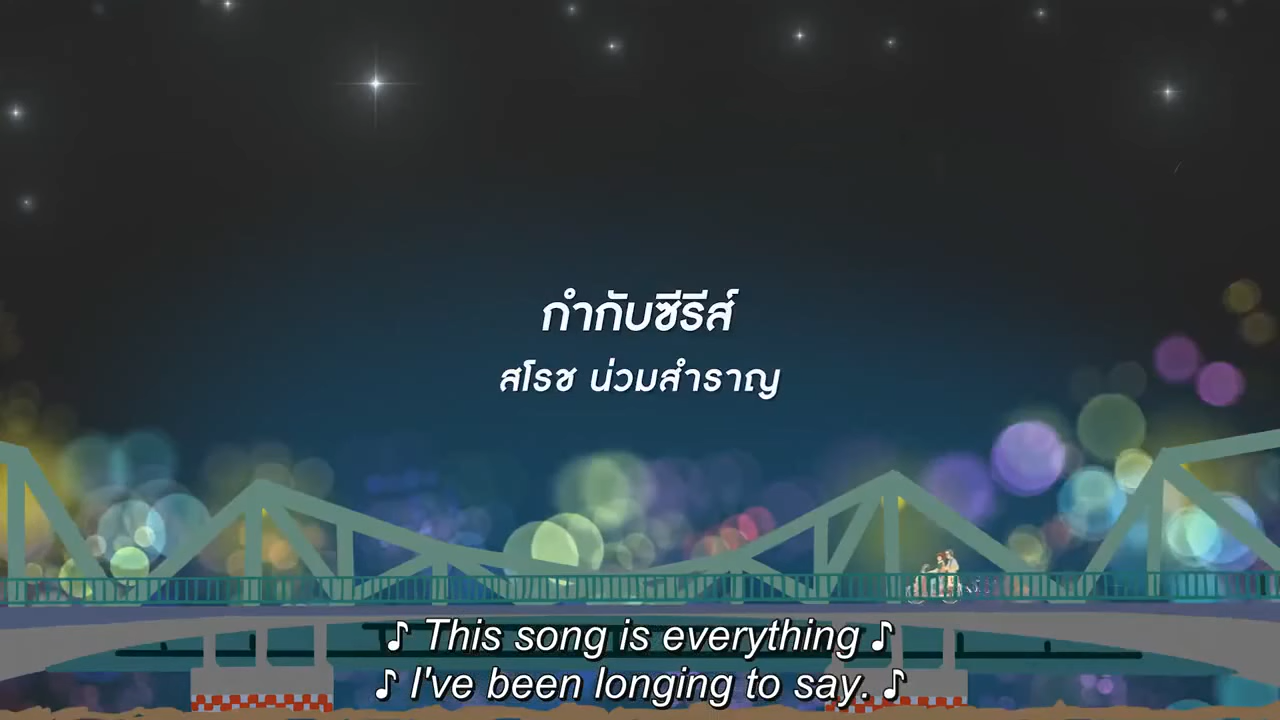 กำกับซีรีส์
สโรช น่วมสำราญ
♪ This song is everything ♪
♪ I've been longing to say. ♪